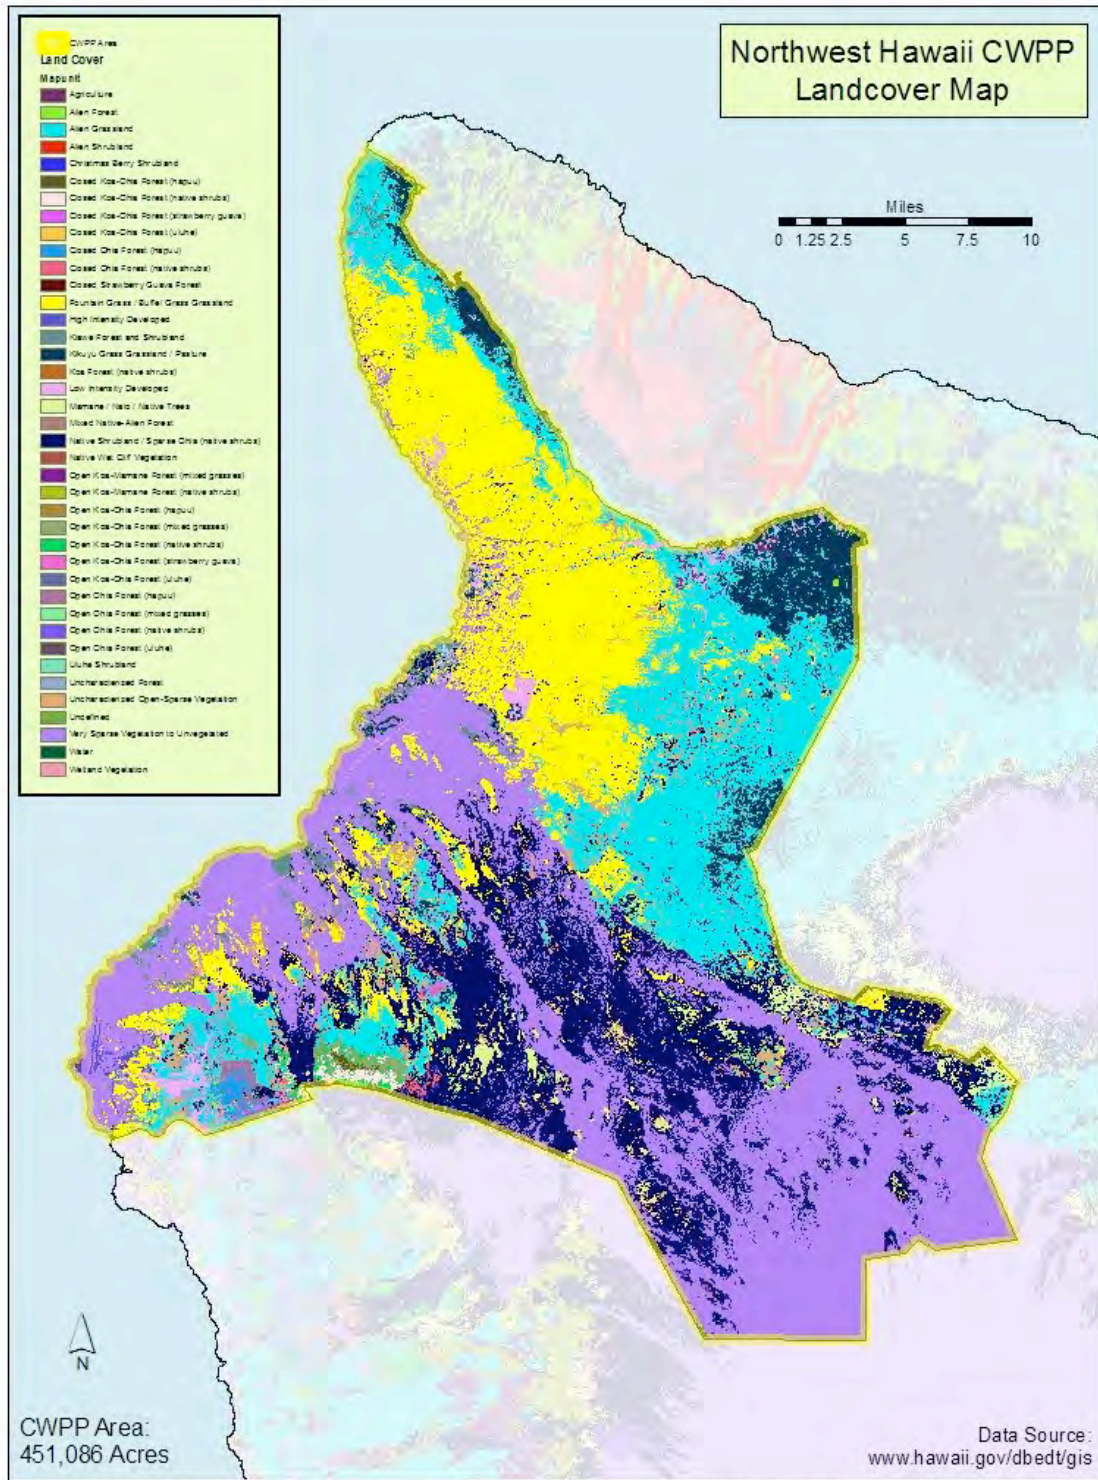 Northwest Hawaii CWPP
Landcover Map
CWPP Area
Land Cover
Mapunit
Agriculture
Alien Forest
Alien Grassland
Alien Shrubland
Christmas Berry Shrubland
Closed Koa-Ohia Forest (hapuu)
Closed Koa-Ohia Forest (native shrubs)
Closed Koa-Ohia Forest (strawberry guava)
Closed Koa-Ohia Forest (uluhe)
Closed Ohia Forest (hapuu)
Closed Ohia Forest (native shrubs)
Closed Strawberry Guava Forest
Fountain Grass / Buffel Grass Grassland
High Intensity Developed
Kiawe Forest and Shrubland
Kikuyu Grass Grassland / Pasture
Koa Forest (native shrubs)
Low Intensity Developed
Mamane / Naio / Native Trees
Mixed Native-Alien Forest
Native Shrubland / Sparse Ohia (native shrubs)
Native Wet Cliff Vegetation
Open Koa-Mamane Forest (mixed grasses)
Open Koa-Mamane Forest (native shrubs)
Open Koa-Ohia Forest (hapuu)
Open Koa-Ohia Forest (mixed grasses)
Open Koa-Ohia Forest (native shrubs)
Open Koa-Ohia Forest (strawberry guava)
Open Koa-Ohia Forest (uluhe)
Open Ohia Forest (hapuu)
Open Ohia Forest (mixed grasses)
Open Ohia Forest (native shrubs)
Open Ohia Forest (uluhe)
Uluhe Shrubland
Uncharacterized Forest
Uncharacterized Open-Sparse Vegetation
Undefined
Very Sparse Vegetation to Unvegetated
Water
Wetland Vegetation
Miles
0 1.25 2.5 5 7.5 10
N
CWPP Area:
451,086 Acres
Data Source:
www.hawaii.gov/dbedt/gis